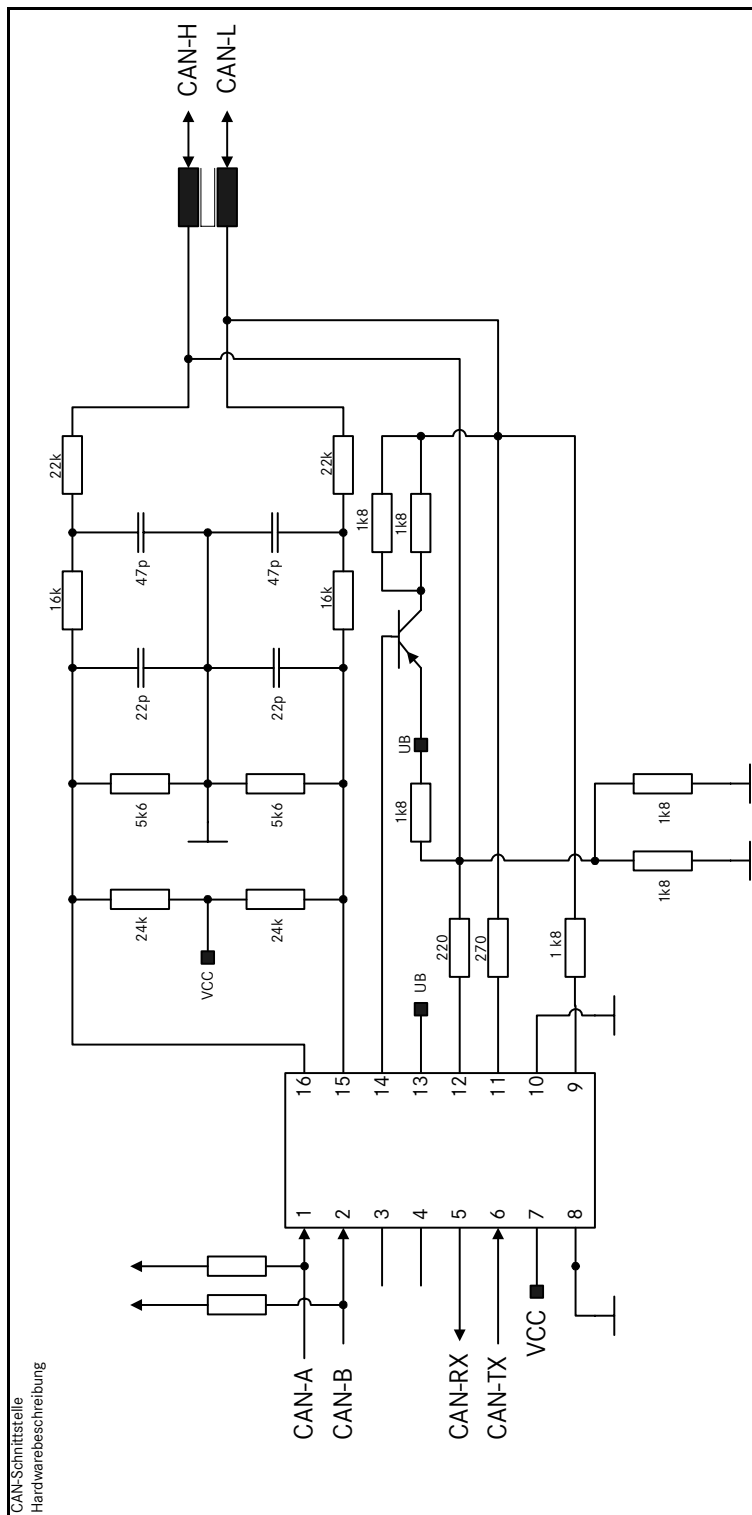 CAN-Schnittstelle
Hardwarebeschreibung
CAN-H
CAN-L
22k
22k
47p
47p
16k
16k
1k8
1k8
22p
22p
UB
5k6
5k6
1k8
1k8
1k8
24k
24k
VCC
220
270
1 k8
UB
16
15
14
13
12
11
10
9
1
2
3
4
5
6
7
8
CAN-A
CAN-B
CAN-RX
CAN-TX
VCC